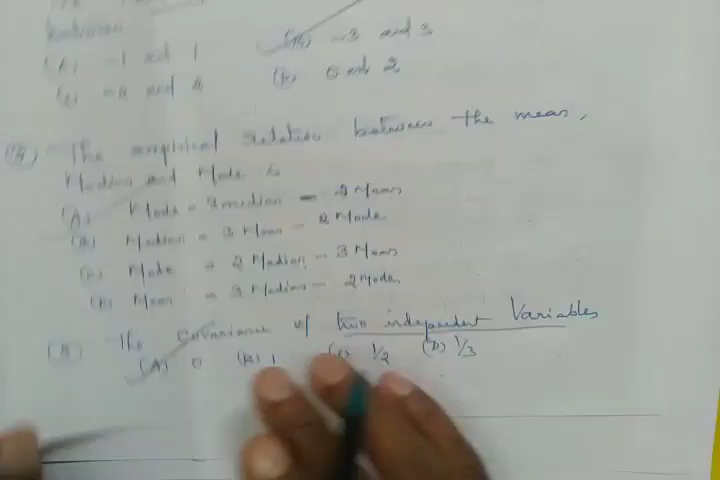 between
(A) -1 and 1 (B) -3 and 3
(C) and (D) 0 and 2
The empirical relation between the mean,
Median and Mode is
(A) Mode = 3 median - 2 Mean
(B) Median = 3 Mean - 2 Mode
(C) Mode = 2 Median - 3 Mean
(D) Mean = 3 Median - 2 Mode
The Covariance of two independent Variables
(A) 0 (B) 1 (C) 1/2 (D) 1/3